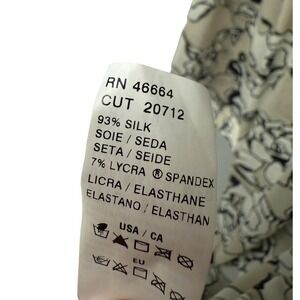 RN 46664
CUT 20712
93% SILK
SOIE / SEDA
SETA / SEIDE
7% LYCRA ® SPANDEX
LICRA / ELASTHANE
ELASTANO / ELASTHAN
USA / CA
EU